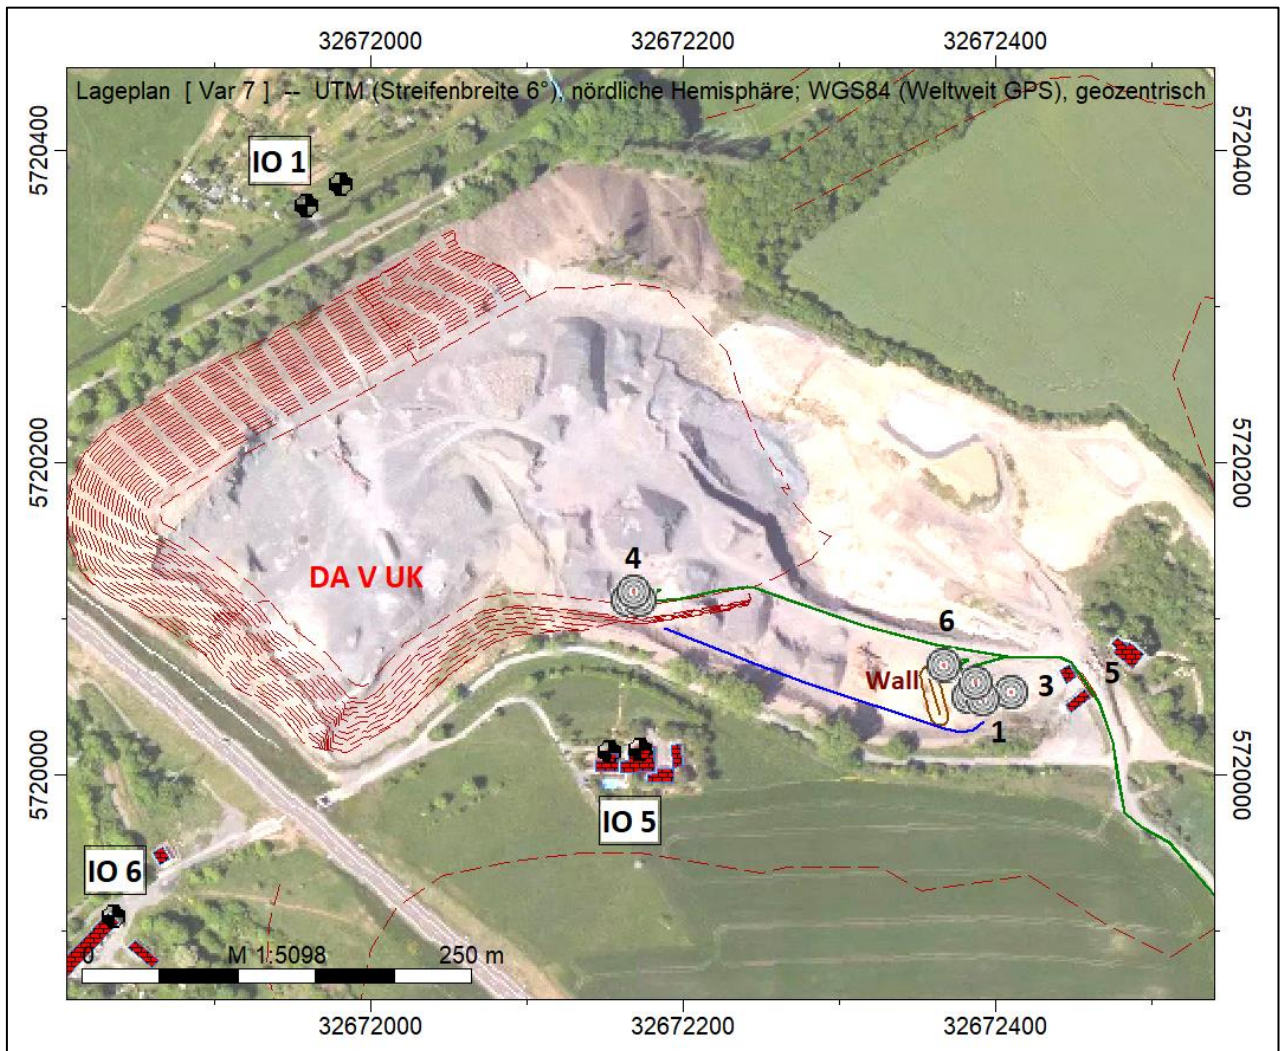 32672000 32672200 32672400
Lageplan [ Var 7 ] -- UTM (Streifenbreite 6°), nördliche Hemisphäre; WGS84 (Weltweit GPS), geozentrisch
5720400
5720400
IO 1
5720200
5720200
4
DA V UK
6
Wall
3
5
1
5720000
5720000
IO 5
IO 6
0 M 1:5098 250 m
32672000 32672200 32672400